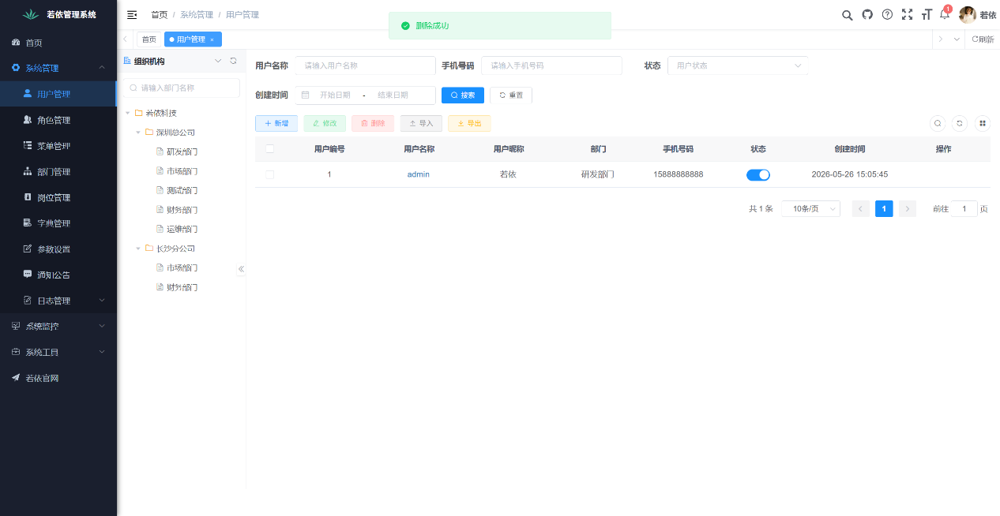 若依管理系统
首页
系统管理
用户管理
角色管理
菜单管理
部门管理
岗位管理
字典管理
参数设置
通知公告
日志管理
系统监控
系统工具
若依官网
首页 / 系统管理 / 用户管理
删除成功
1
若依
首页
用户管理 ×
刷新
组织机构
请输入部门名称
若依科技
深圳总公司
研发部门
市场部门
测试部门
财务部门
运维部门
长沙分公司
市场部门
财务部门
用户名称 请输入用户名称 手机号码 请输入手机号码 状态 用户状态
创建时间 开始日期 - 结束日期 搜索 重置
新增 修改 删除 导入 导出
用户编号 用户名称 用户昵称 部门 手机号码 状态 创建时间 操作
1 admin 若依 研发部门 15888888888 2026-05-26 15:05:45
共 1 条 10条/页 1 前往 1 页